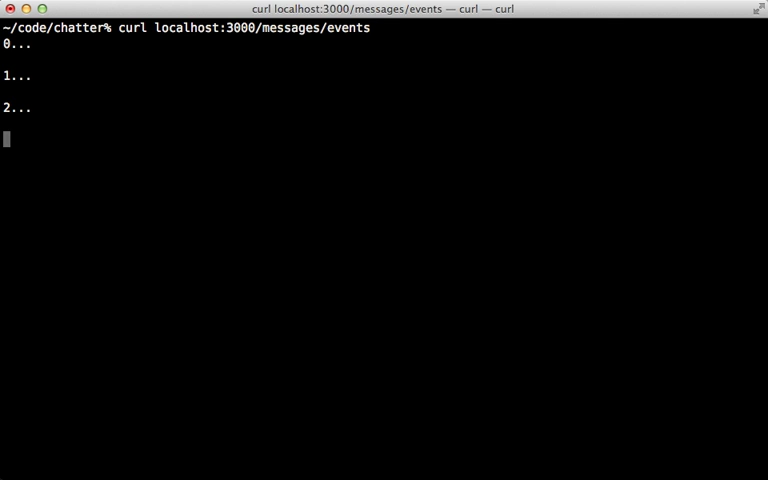 curl localhost:3000/messages/events — curl — curl
~/code/chatter% curl localhost:3000/messages/events
0...
1...
2...